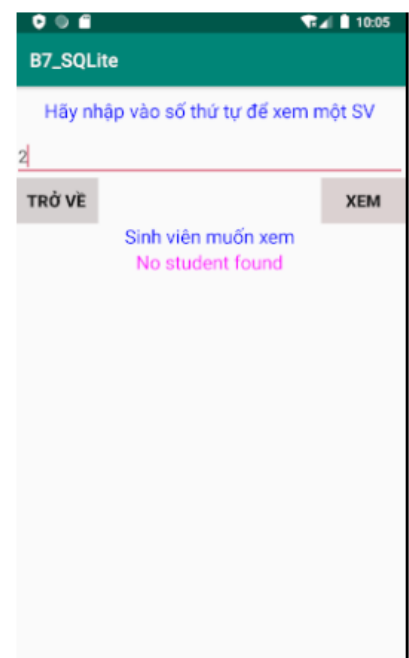 10:05
B7_SQLite
Hãy nhập vào số thứ tự để xem một SV
2
TRỞ VỀ XEM
Sinh viên muốn xem
No student found